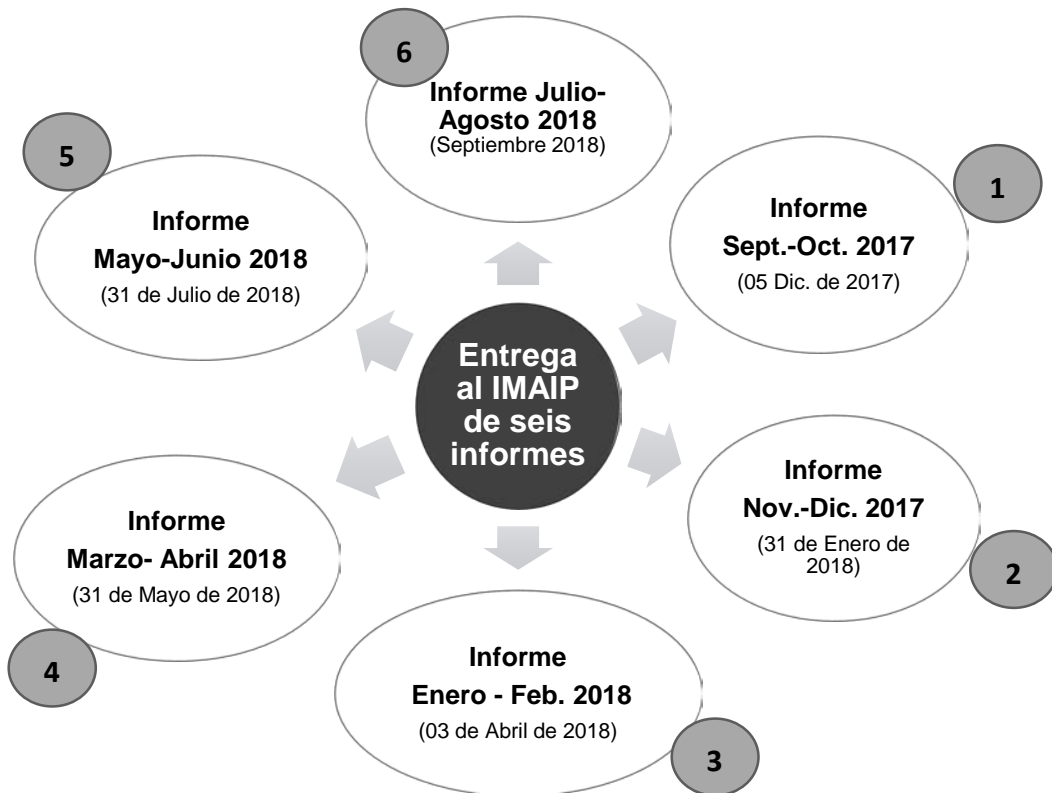 6
Informe Julio-
Agosto 2018
(Septiembre 2018)
5
Informe
Mayo-Junio 2018
(31 de Julio de 2018)
1
Informe
Sept.-Oct. 2017
(05 Dic. de 2017)
Entrega
al IMAIP
de seis
informes
Informe
Nov.-Dic. 2017
(31 de Enero de
2018)
2
Informe
Marzo- Abril 2018
(31 de Mayo de 2018)
4
Informe
Enero - Feb. 2018
(03 de Abril de 2018)
3